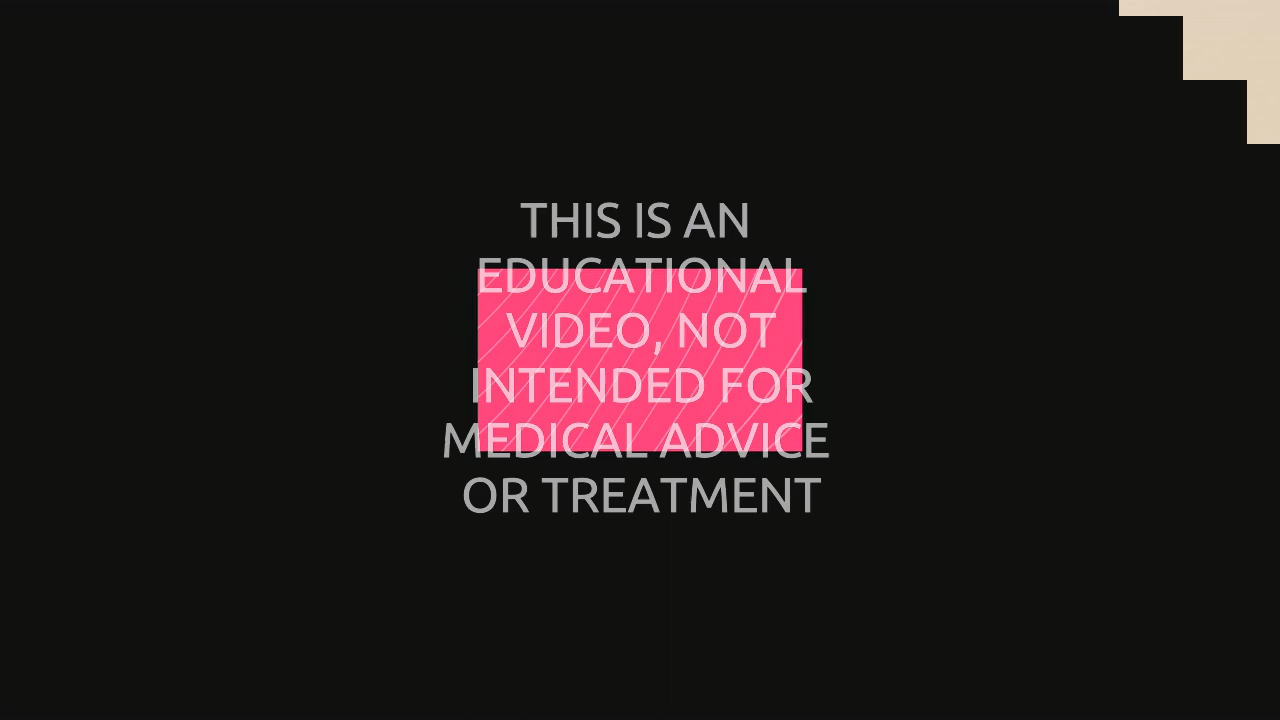 THIS IS AN
EDUCATIONAL
VIDEO, NOT
INTENDED FOR
MEDICAL ADVICE
OR TREATMENT